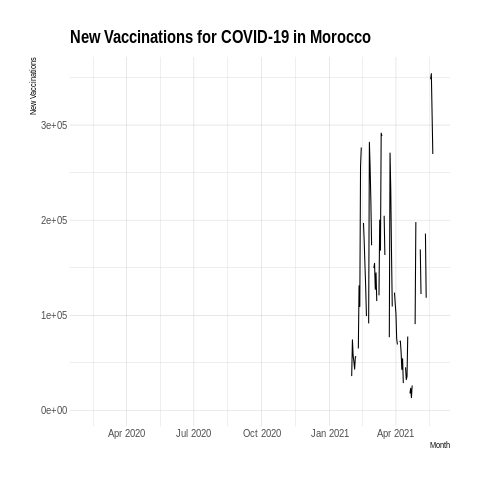 New Vaccinations for COVID-19 in Morocco
New Vaccinations
3e+05
2e+05
1e+05
0e+00
Apr 2020 Jul 2020 Oct 2020 Jan 2021 Apr 2021
Month